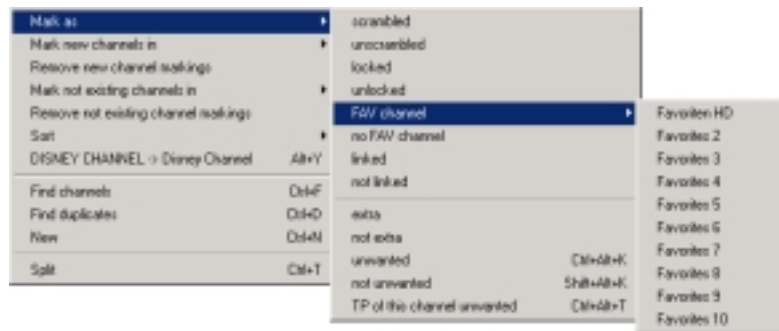 Mark as
Mark new channels in
Remove new channel markings
Mark not existing channels in
Remove not existing channel markings
Sort
DISNEY CHANNEL -> Disney Channel Alt+Y
Find channels Ctrl+F
Find duplicates Ctrl+D
New Ctrl+N
Split Ctrl+T
scrambled
unscrambled
locked
unlocked
FAV channel
no FAV channel
linked
not linked
extra
not extra
unwanted Ctrl+Alt+K
not unwanted Shift+Alt+K
TP of this channel unwanted Ctrl+Alt+T
Favoriten HD
Favorites 2
Favorites 3
Favorites 4
Favorites 5
Favorites 6
Favorites 7
Favorites 8
Favorites 9
Favorites 10